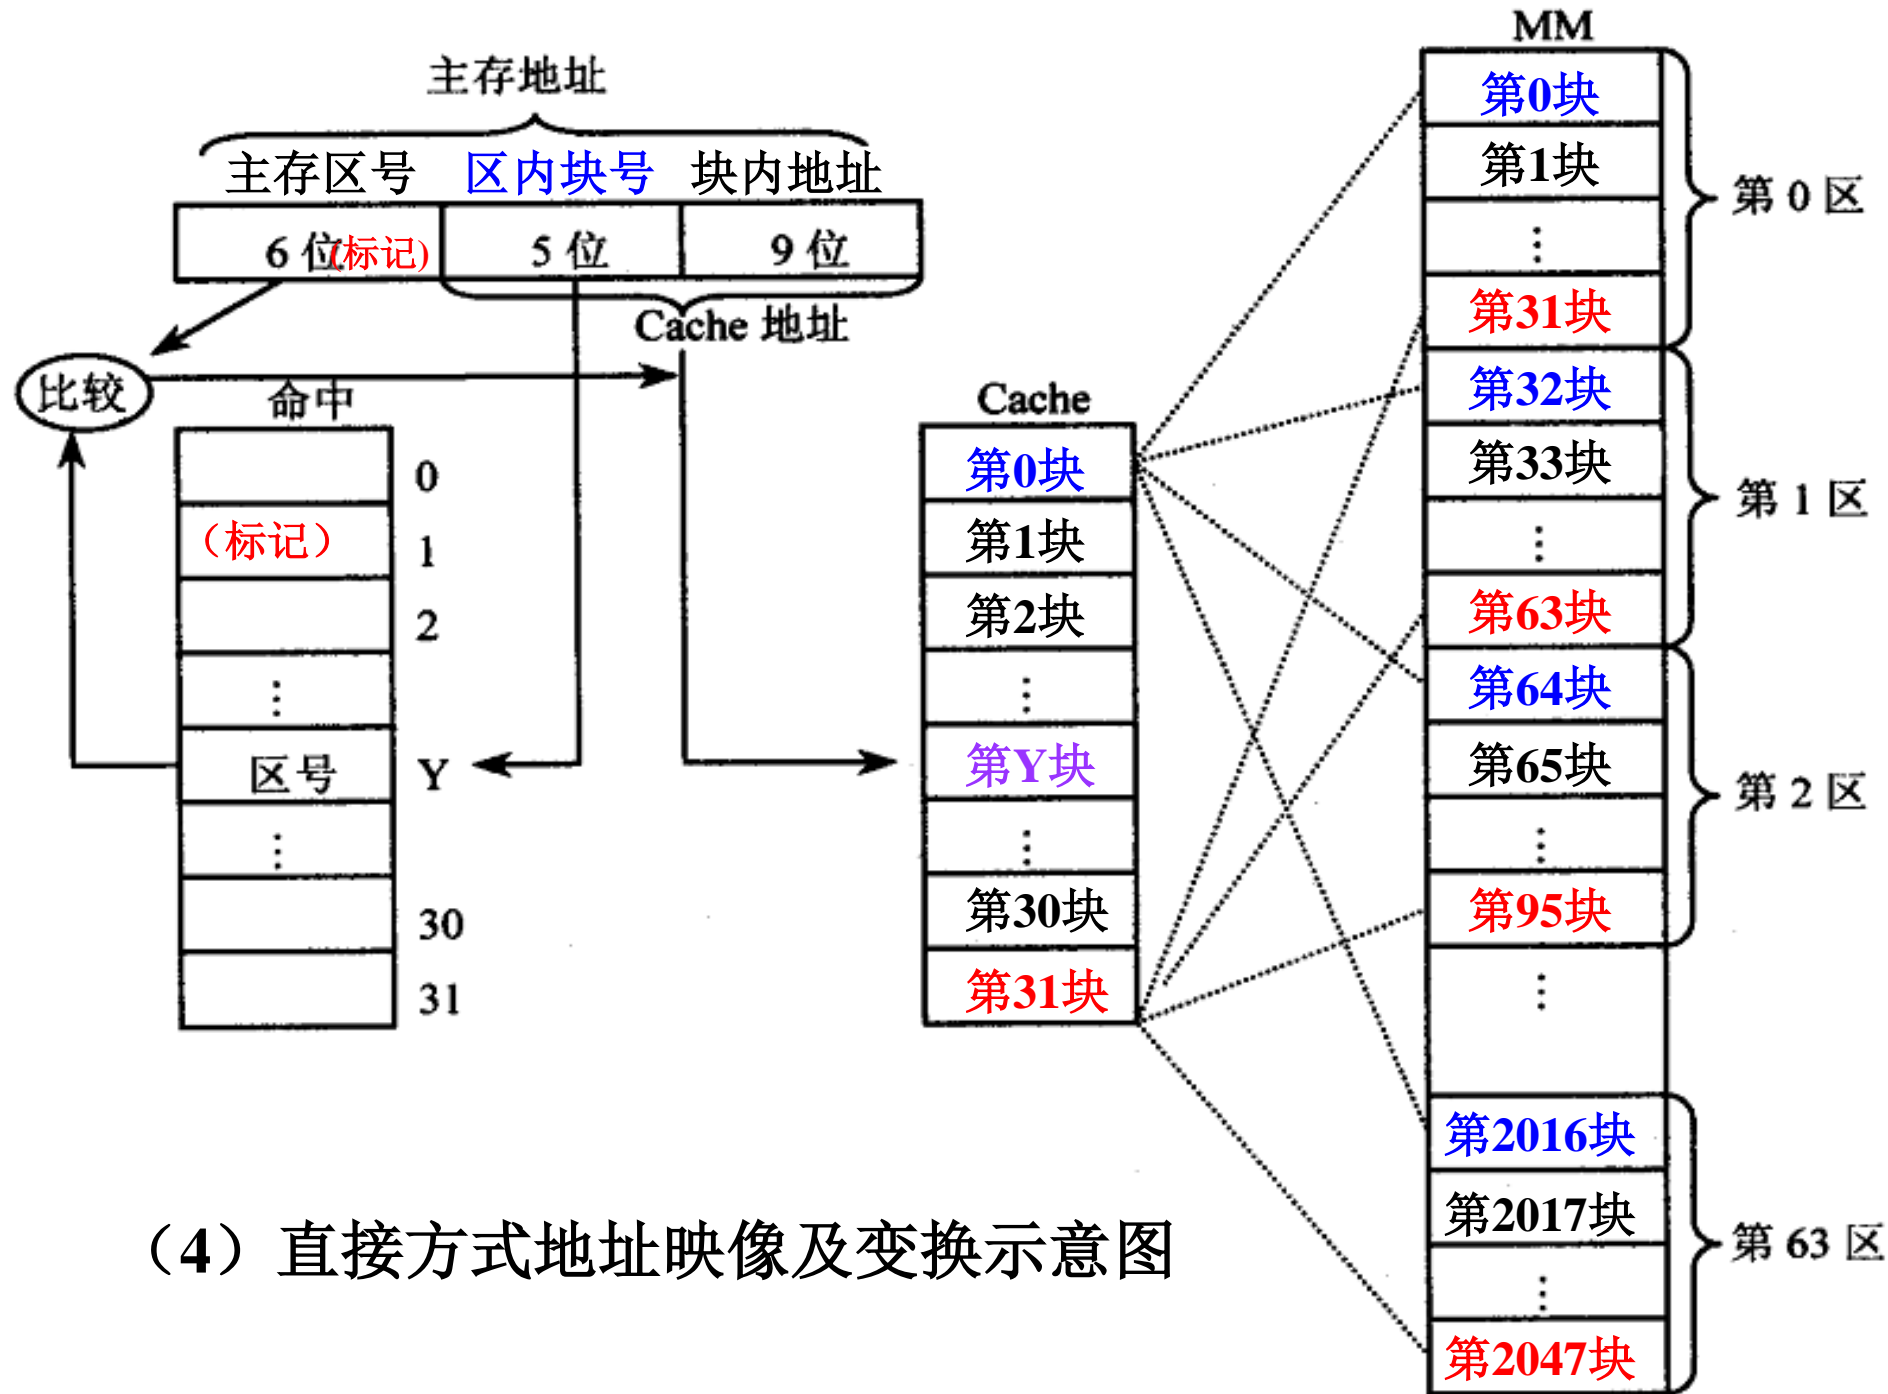 主存地址
主存区号 区内块号 块内地址
6 位(标记) 5 位 9 位
Cache 地址
比较
命中
0
（标记） 1
2
⋮
区号 Y
⋮
30
31
Cache
第0块
第1块
第2块
⋮
第Y块
⋮
第30块
第31块
MM
第0块
第1块
⋮
第31块
第 0 区
第32块
第33块
⋮
第63块
第 1 区
第64块
第65块
⋮
第95块
第 2 区
⋮
第2016块
第2017块
⋮
第2047块
第 63 区
（4）直接方式地址映像及变换示意图